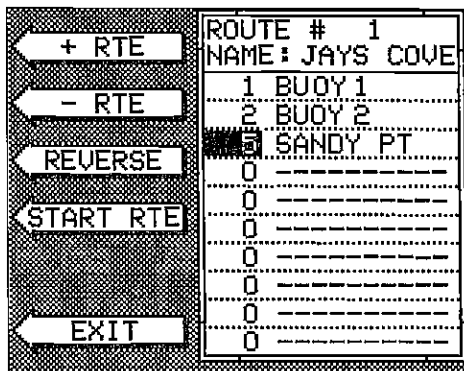 + RTE
- RTE
REVERSE
START RTE
EXIT
ROUTE # 1
NAME: JAYS COVE
1 BUOY 1
2 BUOY 2
3 SANDY PT
0 ---------
0 ---------
0 ---------
0 ---------
0 ---------
0 ---------
0 ---------